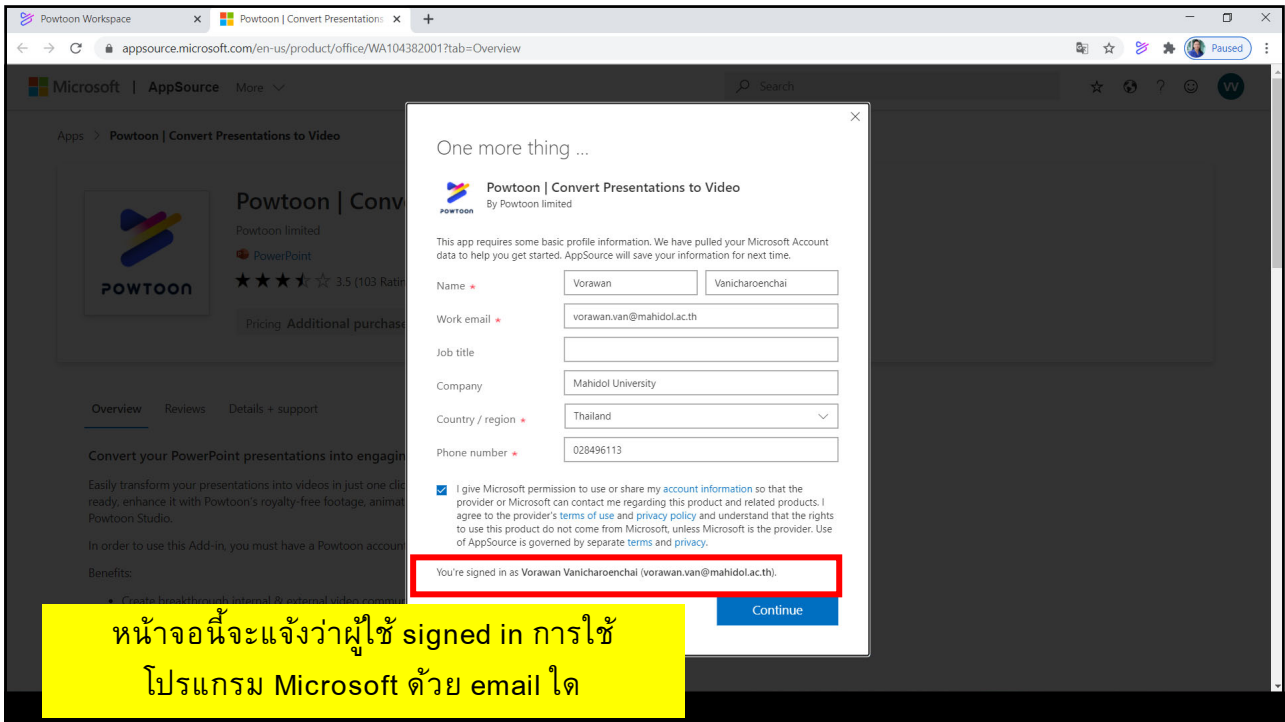 Powtoon Workspace
Powtoon | Convert Presentations
appsource.microsoft.com/en-us/product/office/WA104382001?tab=Overview
Paused
Microsoft | AppSource More
Search
W
Apps > Powtoon | Convert Presentations to Video
POWTOON
Powtoon | Conv
Powtoon limited
PowerPoint
3.5 (103 Ratin
Pricing Additional purchase
Overview Reviews Details + support
Convert your PowerPoint presentations into engagin
Easily transform your presentations into videos in just one clic
ready, enhance it with Powtoon's royalty-free footage, animat
Powtoon Studio.
In order to use this Add-in, you must have a Powtoon account
Benefits:
• Create breakthrough internal & external video commu
One more thing ...
POWTOON
Powtoon | Convert Presentations to Video
By Powtoon limited
This app requires some basic profile information. We have pulled your Microsoft Account
data to help you get started. AppSource will save your information for next time.
Name * Vorawan Vanicharoenchai
Work email * vorawan.van@mahidol.ac.th
Job title
Company Mahidol University
Country / region * Thailand
Phone number * 028496113
I give Microsoft permission to use or share my account information so that the
provider or Microsoft can contact me regarding this product and related products. I
agree to the provider's terms of use and privacy policy and understand that the rights
to use this product do not come from Microsoft, unless Microsoft is the provider. Use
of AppSource is governed by separate terms and privacy.
You're signed in as Vorawan Vanicharoenchai (vorawan.van@mahidol.ac.th).
Continue
หน้าจอนี้จะแจ้งว่าผู้ใช้ signed in การใช้
โปรแกรม Microsoft ด้วย email ใด